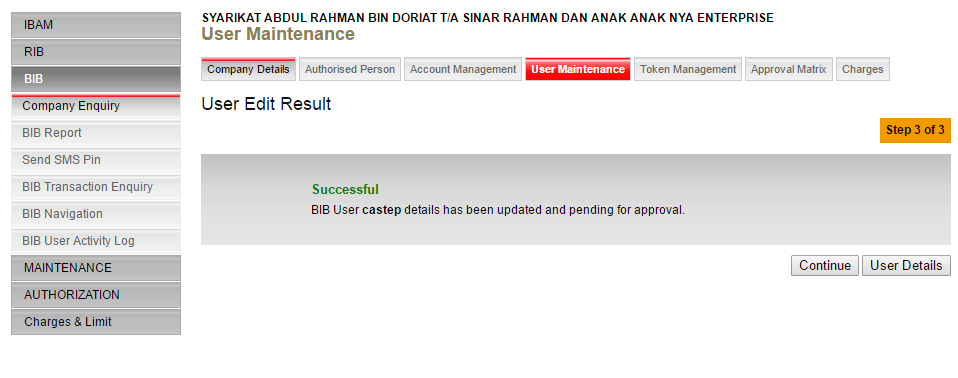 IBAM
RIB
BIB
Company Enquiry
BIB Report
Send SMS Pin
BIB Transaction Enquiry
BIB Navigation
BIB User Activity Log
MAINTENANCE
AUTHORIZATION
Charges & Limit
SYARIKAT ABDUL RAHMAN BIN DORIAT T/A SINAR RAHMAN DAN ANAK ANAK NYA ENTERPRISE
User Maintenance
Company Details Authorised Person Account Management User Maintenance Token Management Approval Matrix Charges
User Edit Result
Step 3 of 3
Successful
BIB User castep details has been updated and pending for approval.
Continue User Details